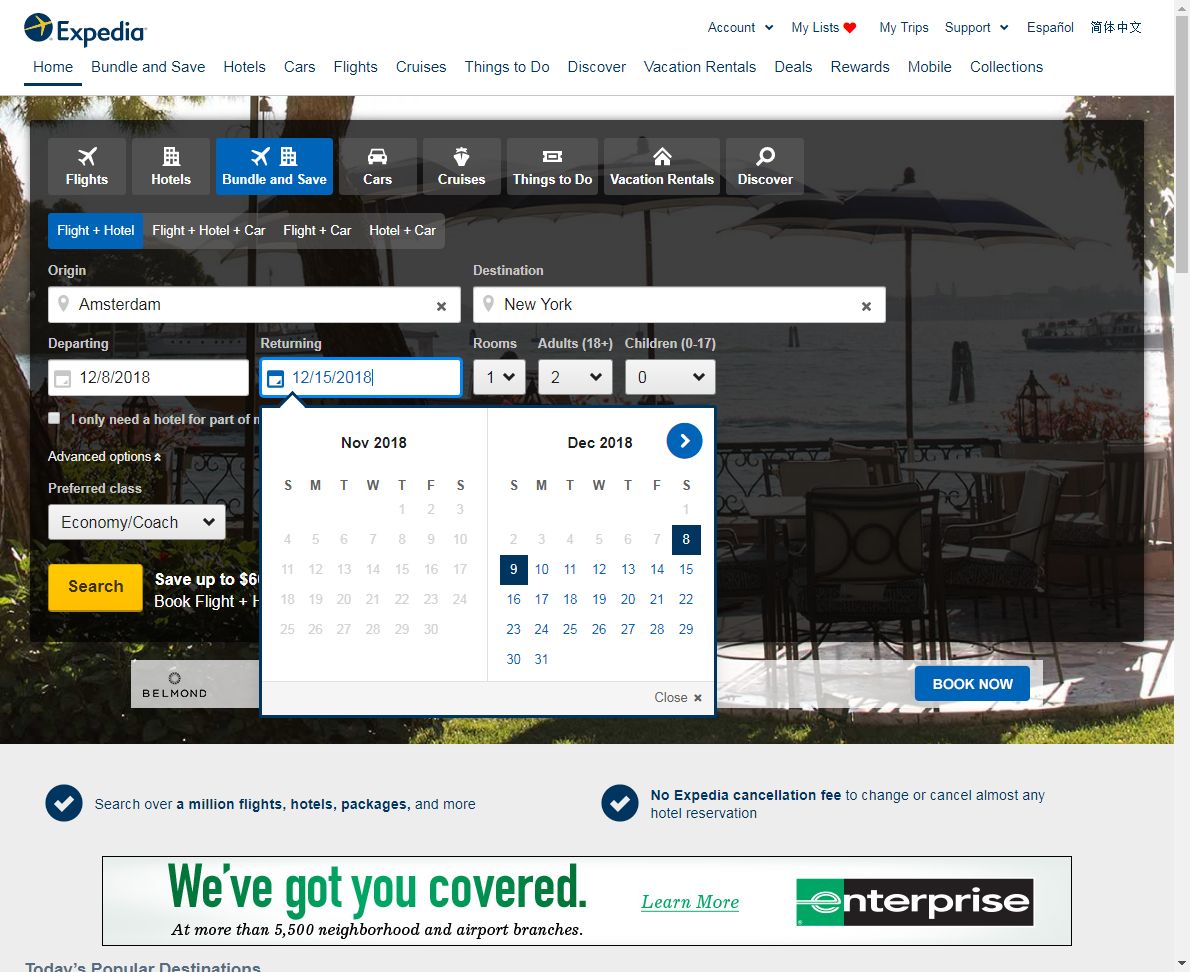 Expedia
Account
My Lists
My Trips
Support
Español
简体中文
Home
Bundle and Save
Hotels
Cars
Flights
Cruises
Things to Do
Discover
Vacation Rentals
Deals
Rewards
Mobile
Collections
Flights
Hotels
Bundle and Save
Cars
Cruises
Things to Do
Vacation Rentals
Discover
Flight + Hotel
Flight + Hotel + Car
Flight + Car
Hotel + Car
Origin
Destination
Amsterdam
New York
Departing
Returning
Rooms
Adults (18+)
Children (0-17)
12/8/2018
12/15/2018
1
2
0
I only need a hotel for part of
Advanced options
Preferred class
Economy/Coach
Search
Save up to
Book Flight +
Nov 2018
S M T W T F S
1 2 3
4 5 6 7 8 9 10
11 12 13 14 15 16 17
18 19 20 21 22 23 24
25 26 27 28 29 30
Dec 2018
S M T W T F S
1
2 3 4 5 6 7 8
9 10 11 12 13 14 15
16 17 18 19 20 21 22
23 24 25 26 27 28 29
30 31
Close
BELMOND
BOOK NOW
Search over a million flights, hotels, packages, and more
No Expedia cancellation fee to change or cancel almost any
hotel reservation
We've got you covered.
At more than 5,500 neighborhood and airport branches.
Learn More
enterprise
Today's Popular Destinations